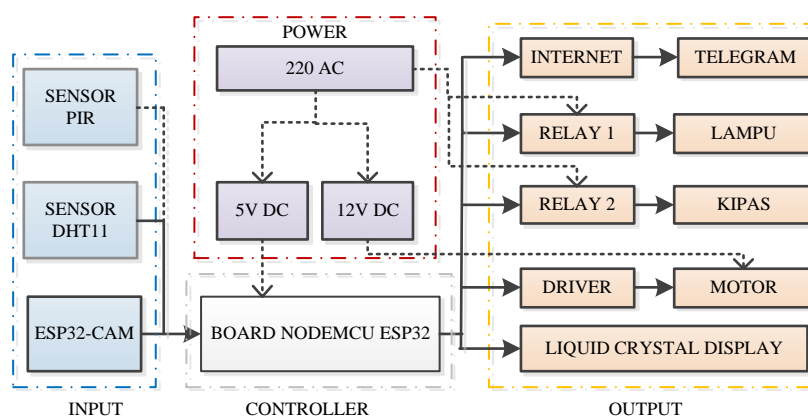 POWER
220 AC
5V DC
12V DC
SENSOR
PIR
SENSOR
DHT11
ESP32-CAM
INPUT
BOARD NODEMCU ESP32
CONTROLLER
INTERNET
TELEGRAM
RELAY 1
LAMPU
RELAY 2
KIPAS
DRIVER
MOTOR
LIQUID CRYSTAL DISPLAY
OUTPUT